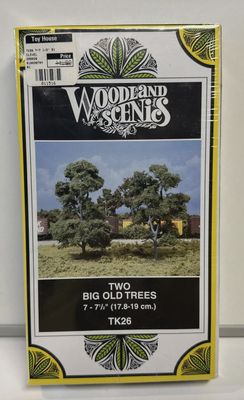 Toy House
Price
WOODLAND
SCENICS
TWO
BIG OLD TREES
7 - 7½" (17.8-19 cm.)
TK26